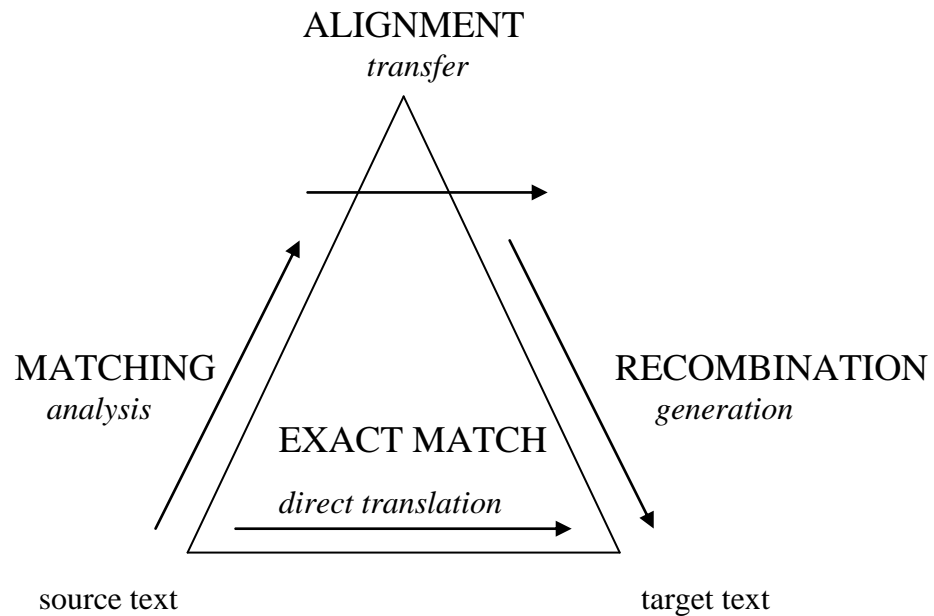 ALIGNMENT
transfer
MATCHING
analysis
RECOMBINATION
generation
EXACT MATCH
direct translation
source text
target text